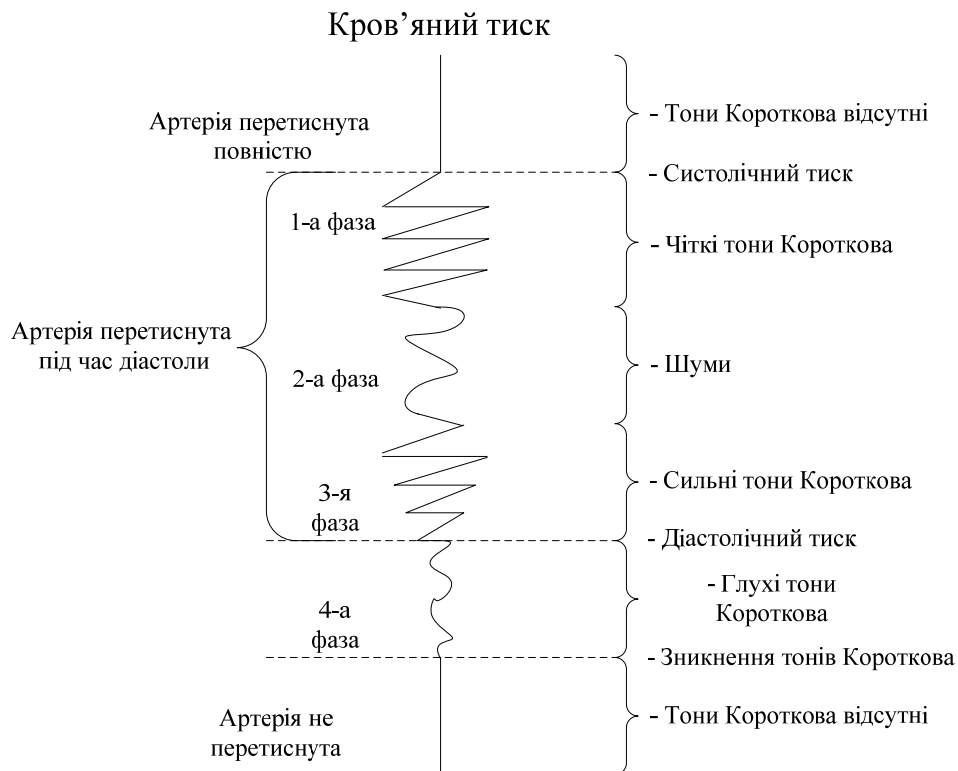 Кров’яний тиск
Артерія перетиснута
повністю
- Тони Короткова відсутні
- Систолічний тиск
1-а фаза
- Чіткі тони Короткова
Артерія перетиснута
під час діастоли
2-а фаза
- Шуми
3-я
фаза
- Сильні тони Короткова
- Діастолічний тиск
4-а
фаза
- Глухі тони
Короткова
- Зникнення тонів Короткова
Артерія не
перетиснута
- Тони Короткова відсутні